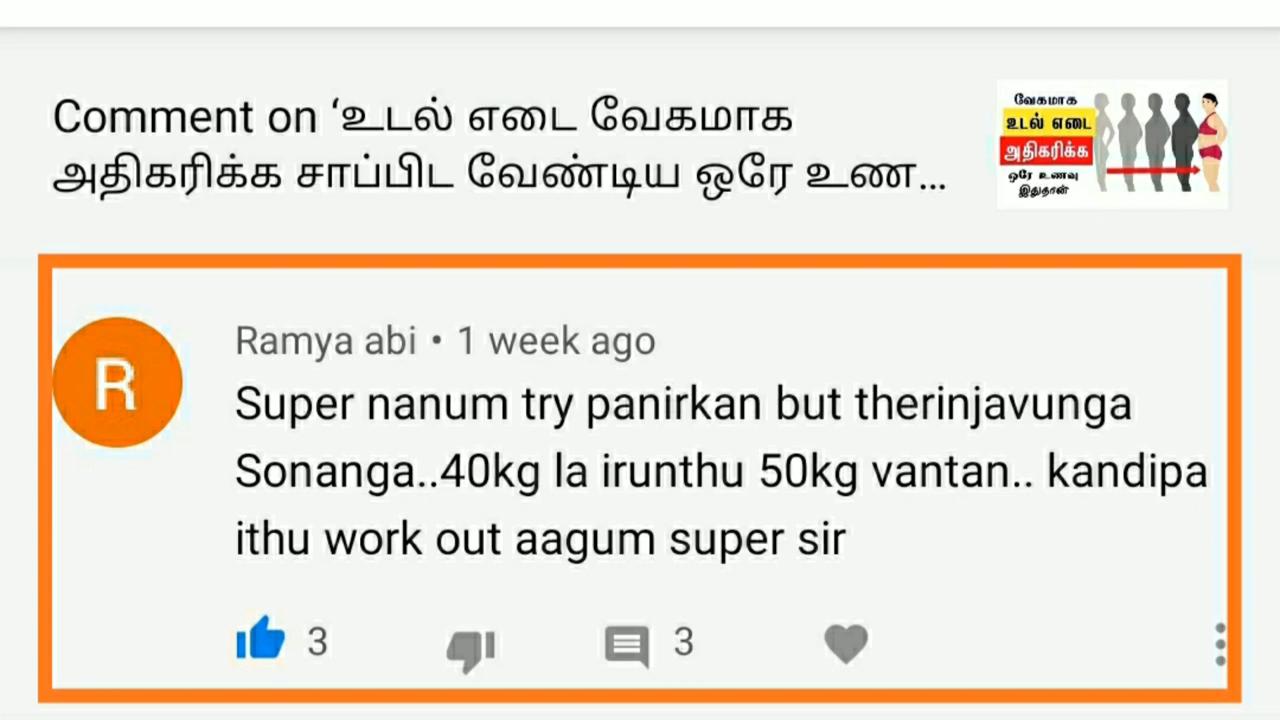 Comment on ‘உடல் எடை வேகமாக
அதிகரிக்க சாப்பிட வேண்டிய ஒரே உண...
வேகமாக
உடல் எடை
அதிகரிக்க
ஒரே உணவு
இதுதான்
R
Ramya abi • 1 week ago
Super nanum try panirkan but therinjavunga
Sonanga..40kg la irunthu 50kg vantan.. kandipa
ithu work out aagum super sir
3 3